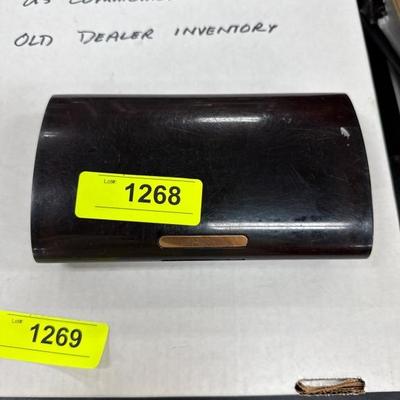 OLD DEALER INVENTORY
Lot#:
1268
Lot#:
1269